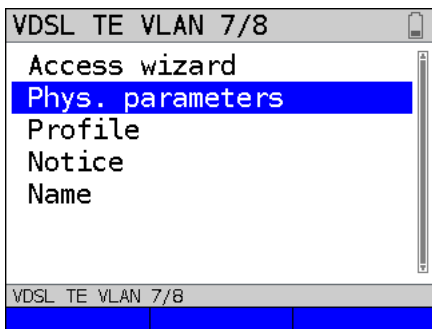 VDSL TE VLAN 7/8
Access wizard
Phys. parameters
Profile
Notice
Name
VDSL TE VLAN 7/8